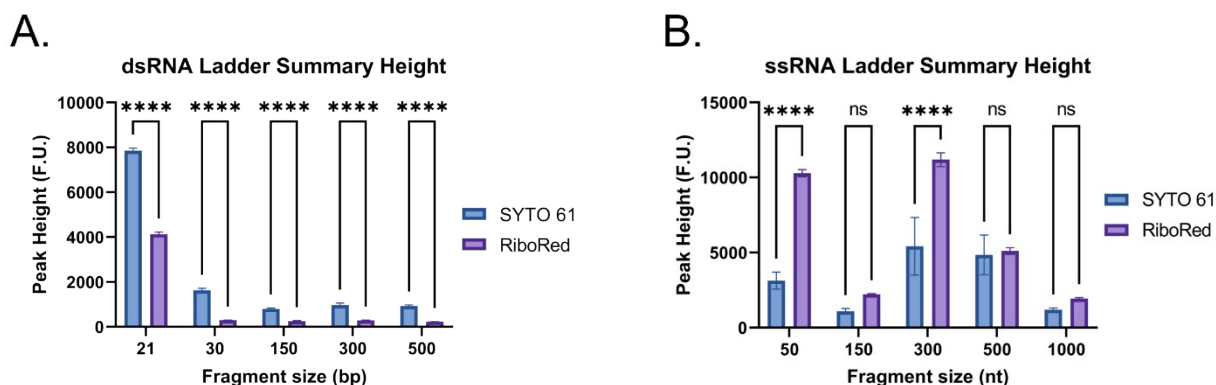 A.
dsRNA Ladder Summary Height
**** **** **** **** ****
10000
8000
6000
4000
2000
0
Peak Height (F.U.)
21 30 150 300 500
Fragment size (bp)
SYTO 61
RiboRed
B.
ssRNA Ladder Summary Height
**** ns **** ns ns
15000
10000
5000
0
Peak Height (F.U.)
50 150 300 500 1000
Fragment size (nt)
SYTO 61
RiboRed